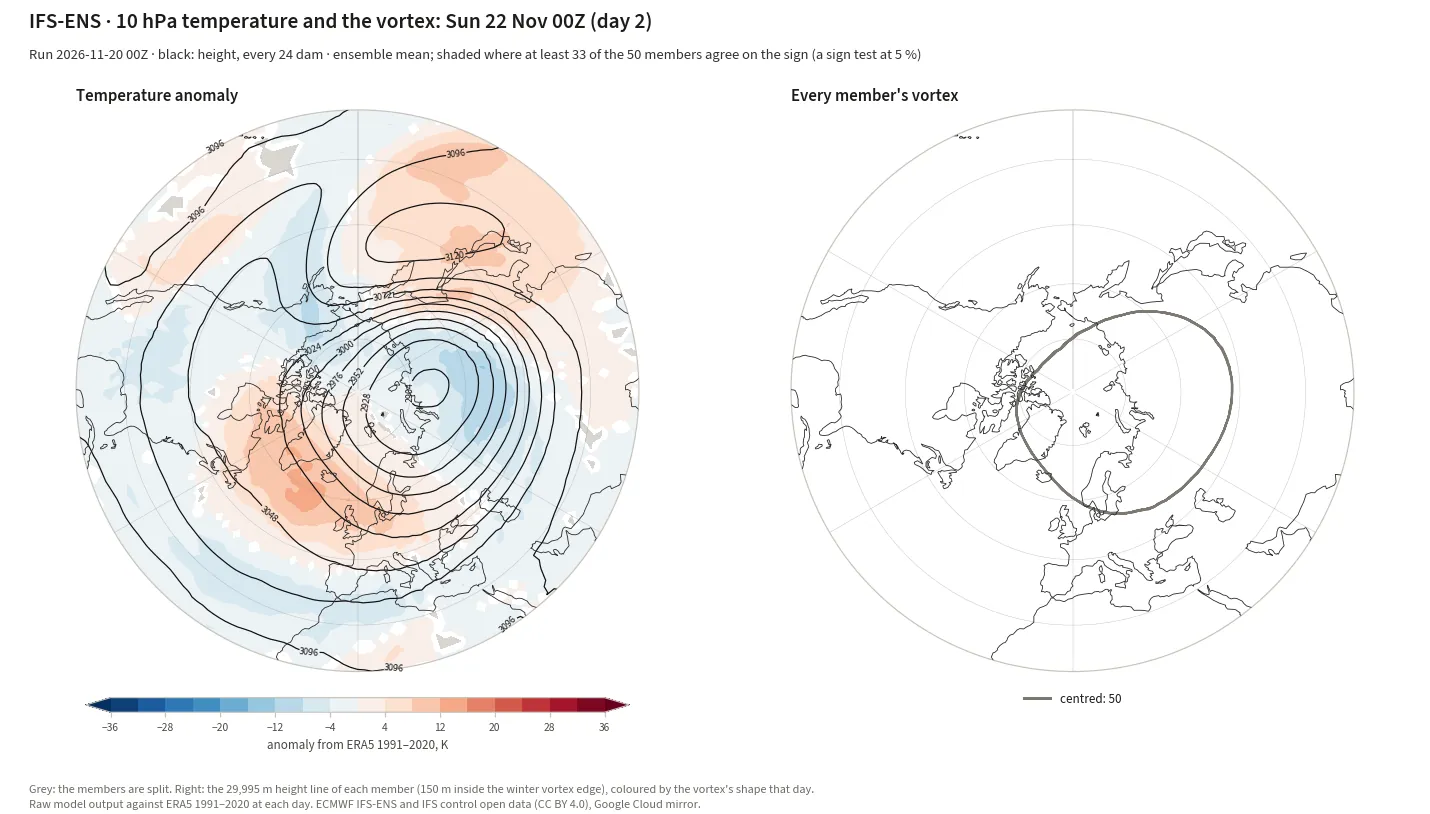 IFS-ENS · 10 hPa temperature and the vortex: Sun 22 Nov 00Z (day 2)
Run 2026-11-20 00Z · black: height, every 24 dam · ensemble mean; shaded where at least 33 of the 50 members agree on the sign (a sign test at 5 %)
Temperature anomaly
Every member's vortex
3096
3096
3096
3120
3072
3024
3000
2976
2952
2928
3048
3096
3096
3096
centred: 50
−36 −28 −20 −12 −4 4 12 20 28 36
anomaly from ERA5 1991–2020, K
Grey: the members are split. Right: the 29,995 m height line of each member (150 m inside the winter vortex edge), coloured by the vortex's shape that day.
Raw model output against ERA5 1991–2020 at each day. ECMWF IFS-ENS and IFS control open data (CC BY 4.0), Google Cloud mirror.